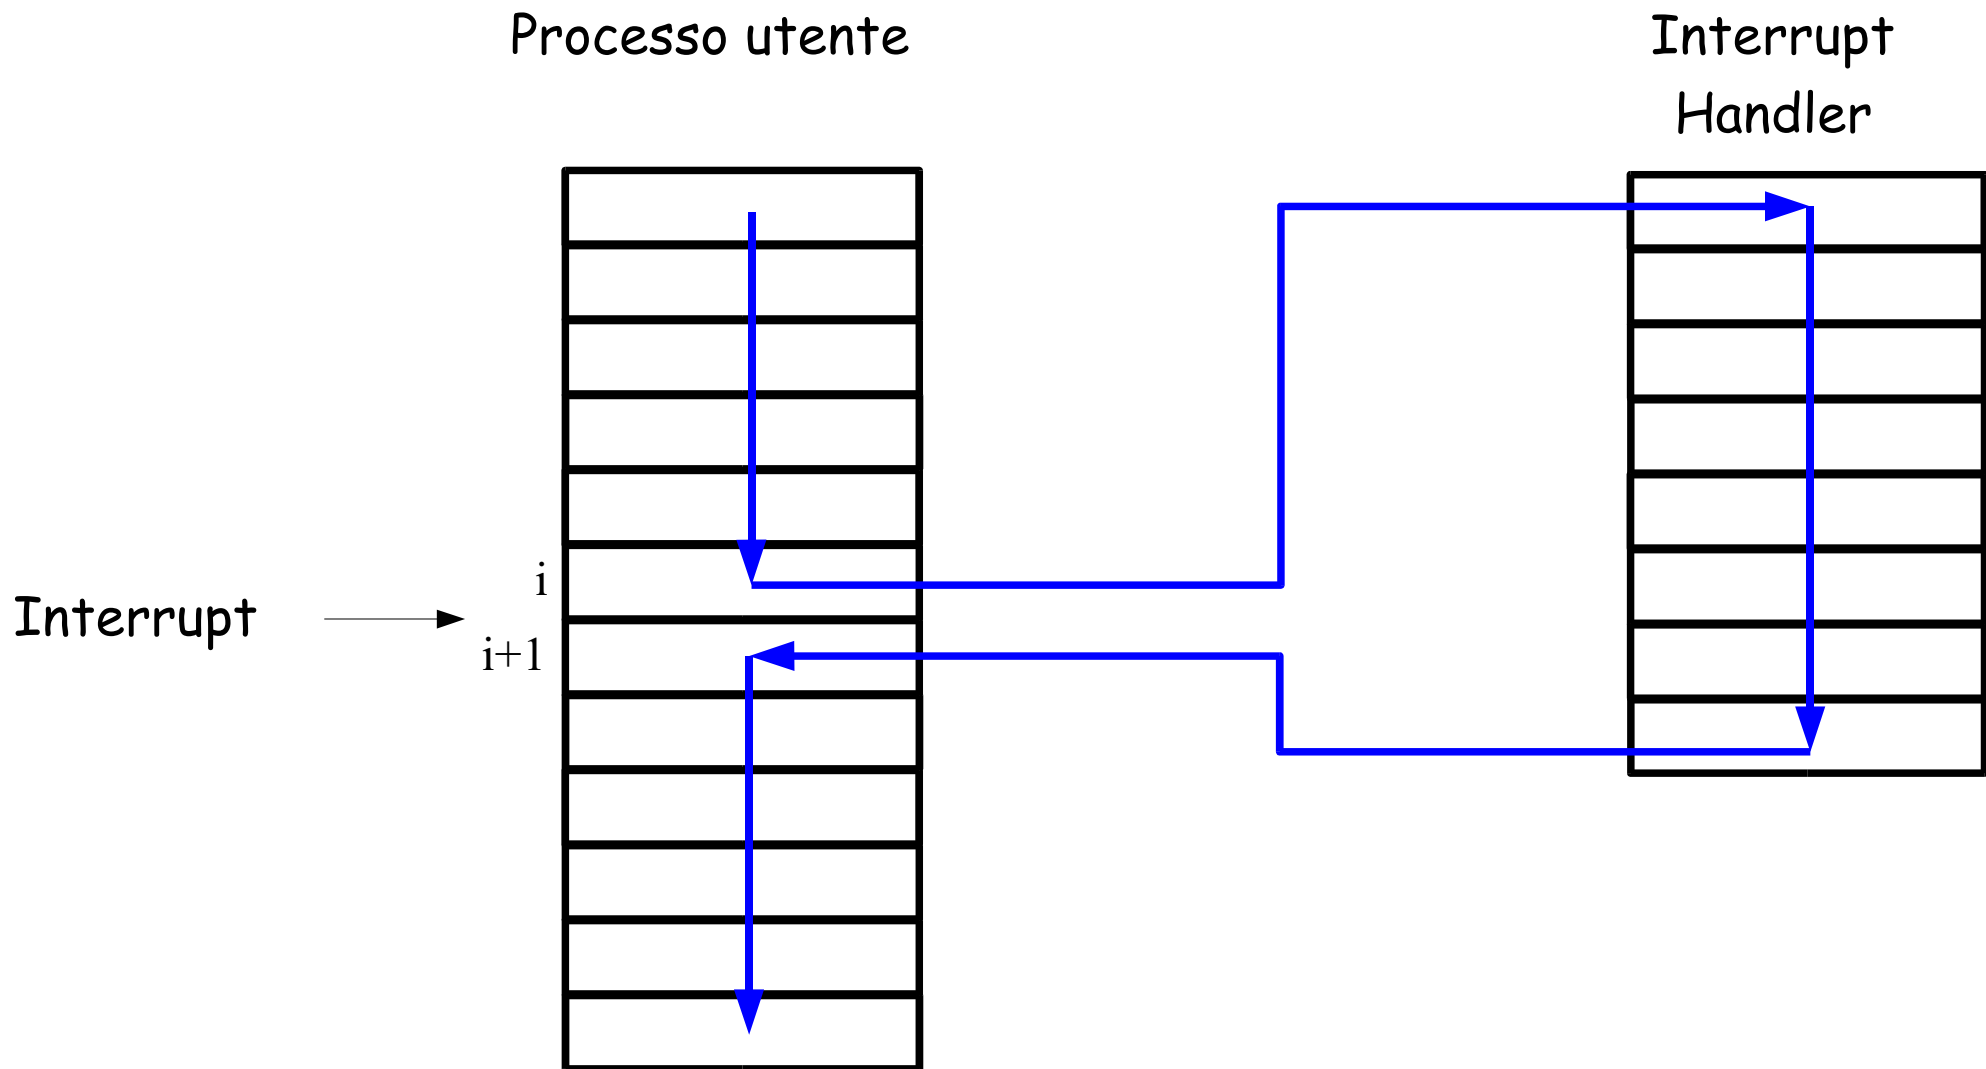 Processo utente
Interrupt
Handler
i
Interrupt
i+1